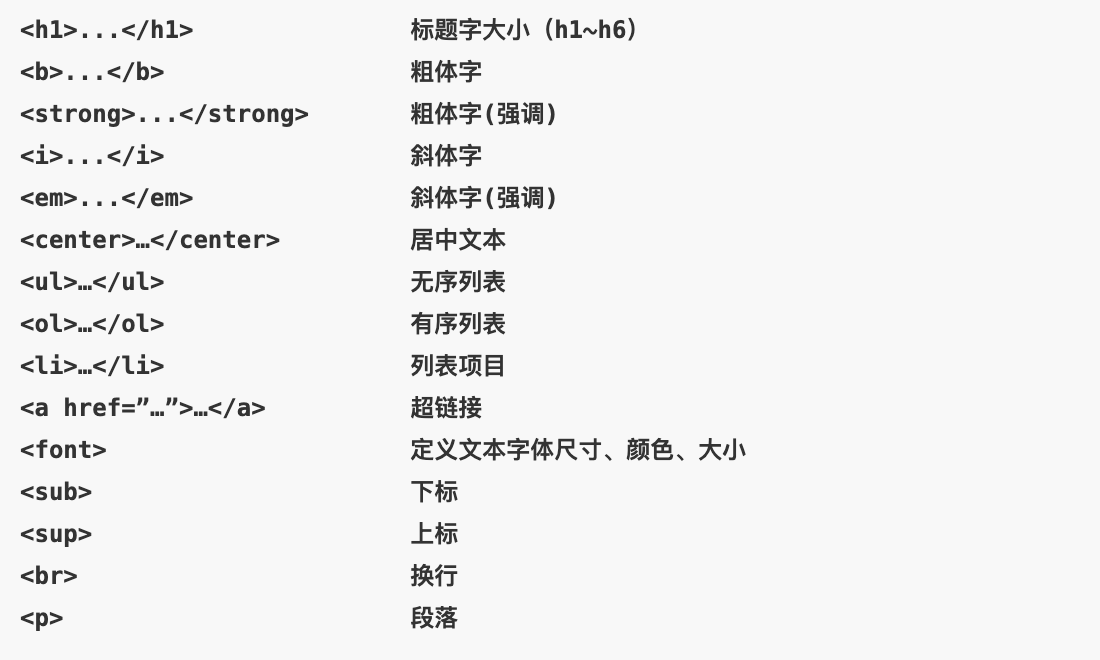 <h1>...</h1> 标题字大小（h1~h6）
<b>...</b> 粗体字
<strong>...</strong> 粗体字(强调)
<i>...</i> 斜体字
<em>...</em> 斜体字(强调)
<center>…</center> 居中文本
<ul>…</ul> 无序列表
<ol>…</ol> 有序列表
<li>…</li> 列表项目
<a href=”…”>…</a> 超链接
<font> 定义文本字体尺寸、颜色、大小
<sub> 下标
<sup> 上标
<br> 换行
<p> 段落